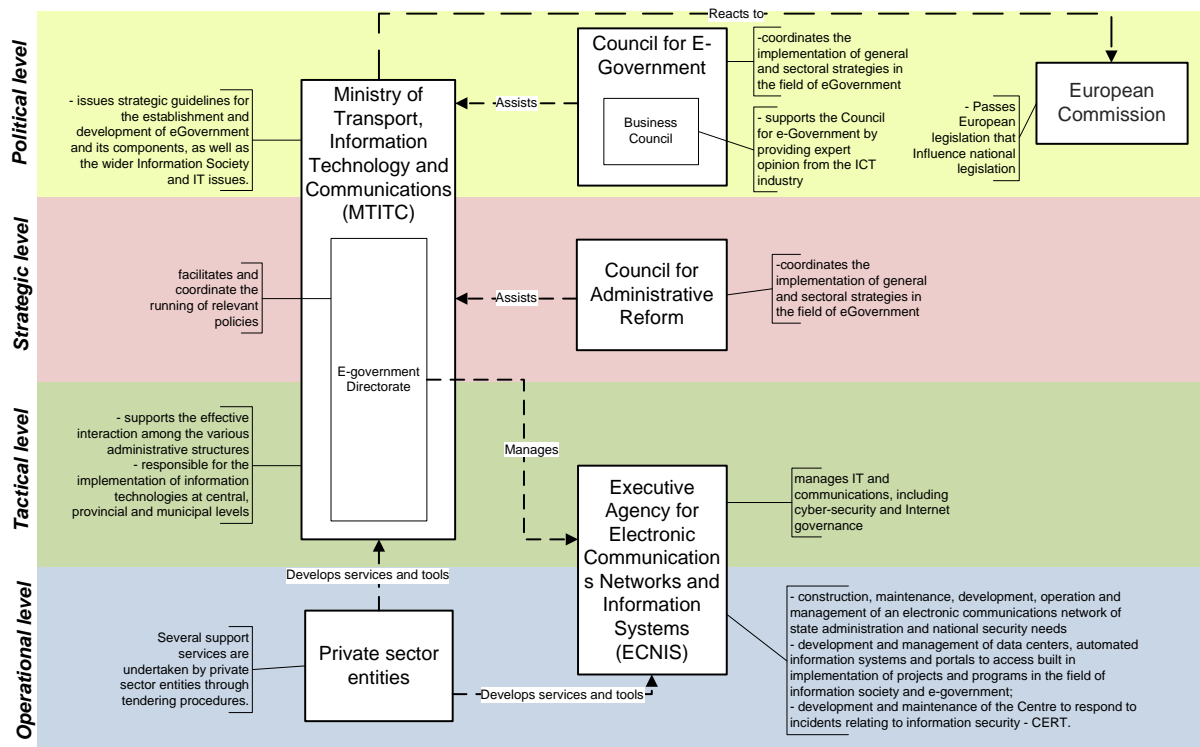 Reacts to
Political level
- issues strategic guidelines for
the establishment and
development of eGovernment
and its components, as well as
the wider Information Society
and IT issues.
Ministry of
Transport,
Information
Technology and
Communications
(MTITC)
Assists
Council for E-
Government
Business
Council
-coordinates the
implementation of general
and sectoral strategies in
the field of eGovernment
- supports the Council
for e-Government by
providing expert
opinion from the ICT
industry
European
Commission
- Passes
European
legislation that
Influence national
legislation
Strategic level
facilitates and
coordinate the
running of relevant
policies
E-government
Directorate
Assists
Council for
Administrative
Reform
-coordinates the
implementation of general
and sectoral strategies in
the field of eGovernment
Tactical level
- supports the effective
interaction among the various
administrative structures
- responsible for the
implementation of information
technologies at central,
provincial and municipal levels
Manages
Executive
Agency for
Electronic
Communication
s Networks and
Information
Systems
(ECNIS)
manages IT and
communications, including
cyber-security and Internet
governance
Operational level
Develops services and tools
Several support
services are
undertaken by private
sector entities through
tendering procedures.
Private sector
entities
Develops services and tools
- construction, maintenance, development, operation and
management of an electronic communications network of
state administration and national security needs
- development and management of data centers, automated
information systems and portals to access built in
implementation of projects and programs in the field of
information society and e-government;
- development and maintenance of the Centre to respond to
incidents relating to information security - CERT.